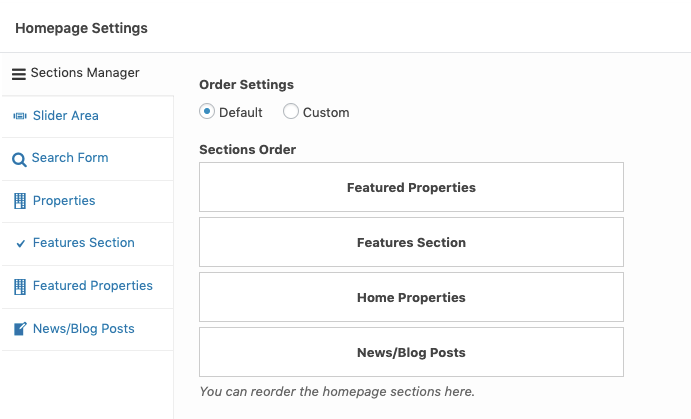 Homepage Settings
Sections Manager
Slider Area
Search Form
Properties
Features Section
Featured Properties
News/Blog Posts
Order Settings
Default
Custom
Sections Order
Featured Properties
Features Section
Home Properties
News/Blog Posts
You can reorder the homepage sections here.